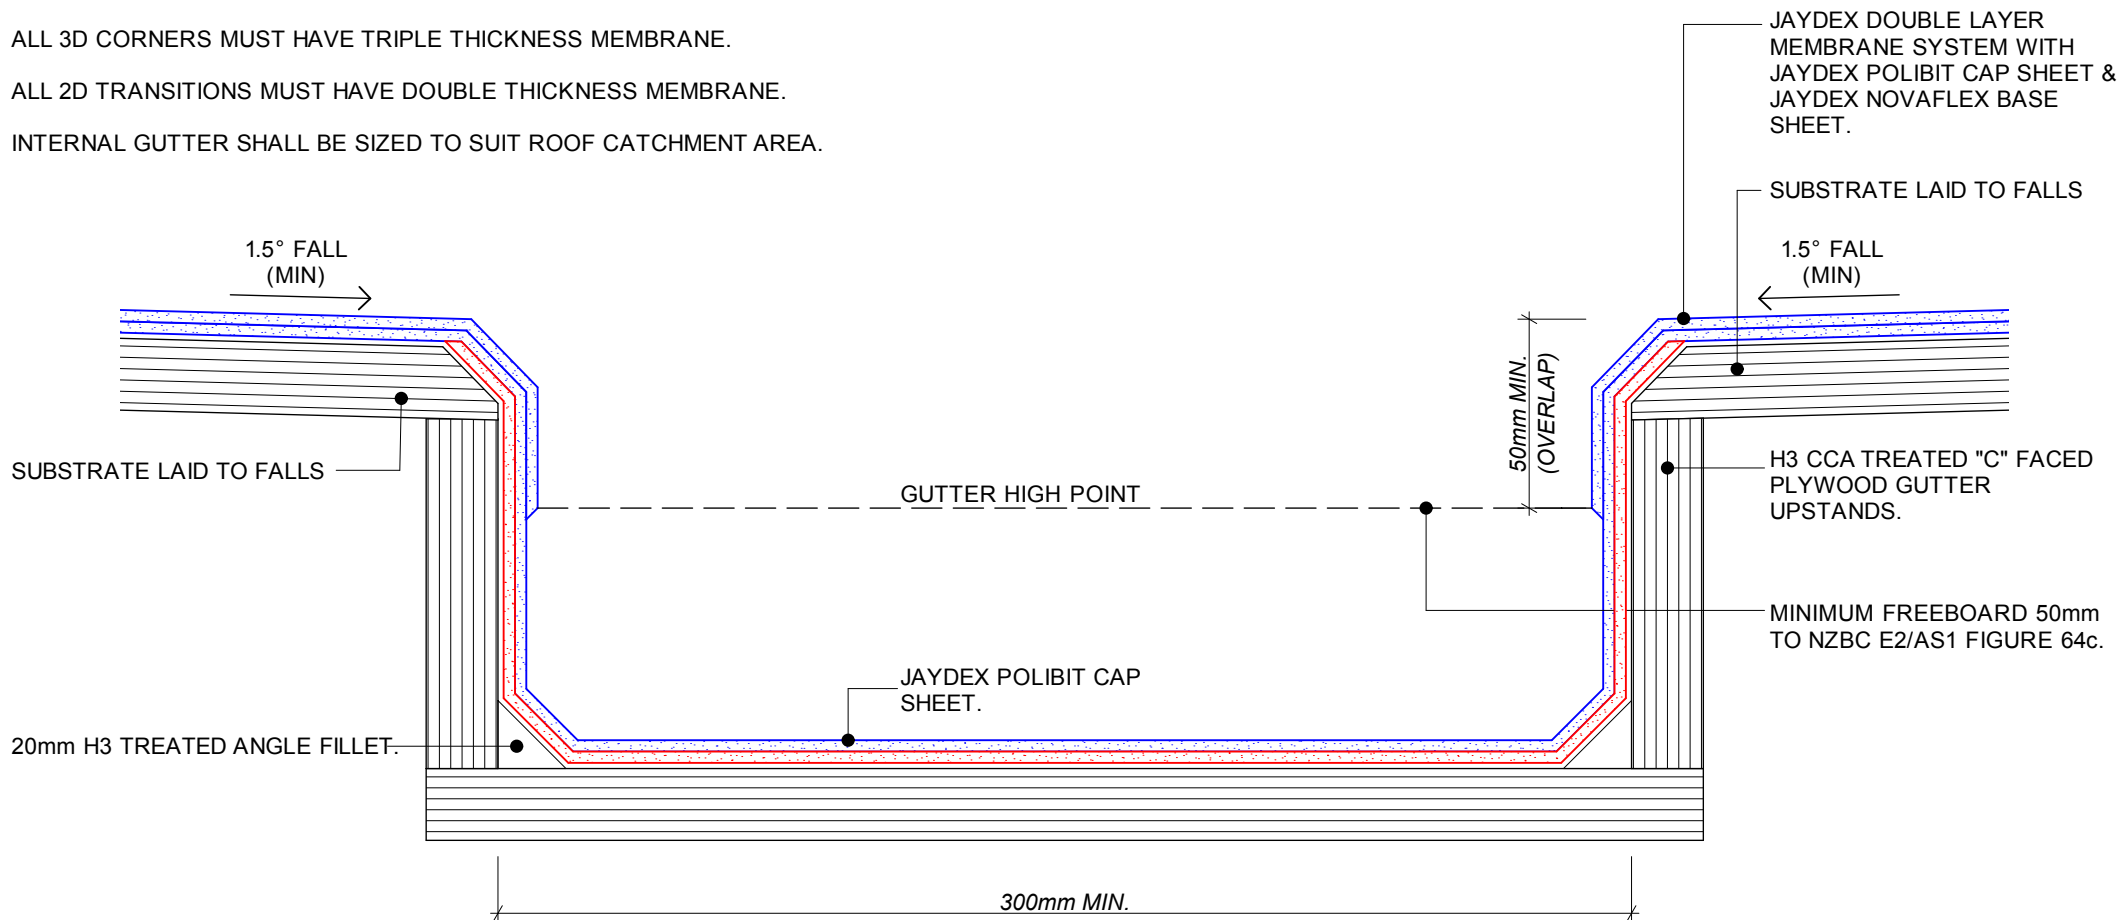 ALL 3D CORNERS MUST HAVE TRIPLE THICKNESS MEMBRANE.
ALL 2D TRANSITIONS MUST HAVE DOUBLE THICKNESS MEMBRANE.
INTERNAL GUTTER SHALL BE SIZED TO SUIT ROOF CATCHMENT AREA.
JAYDEX DOUBLE LAYER
MEMBRANE SYSTEM WITH
JAYDEX POLIBIT CAP SHEET &
JAYDEX NOVAFLEX BASE
SHEET.
SUBSTRATE LAID TO FALLS
1.5° FALL
(MIN)
1.5° FALL
(MIN)
50mm MIN.
(OVERLAP)
SUBSTRATE LAID TO FALLS
GUTTER HIGH POINT
H3 CCA TREATED "C" FACED
PLYWOOD GUTTER
UPSTANDS.
MINIMUM FREEBOARD 50mm
TO NZBC E2/AS1 FIGURE 64c.
JAYDEX POLIBIT CAP
SHEET.
20mm H3 TREATED ANGLE FILLET.
300mm MIN.